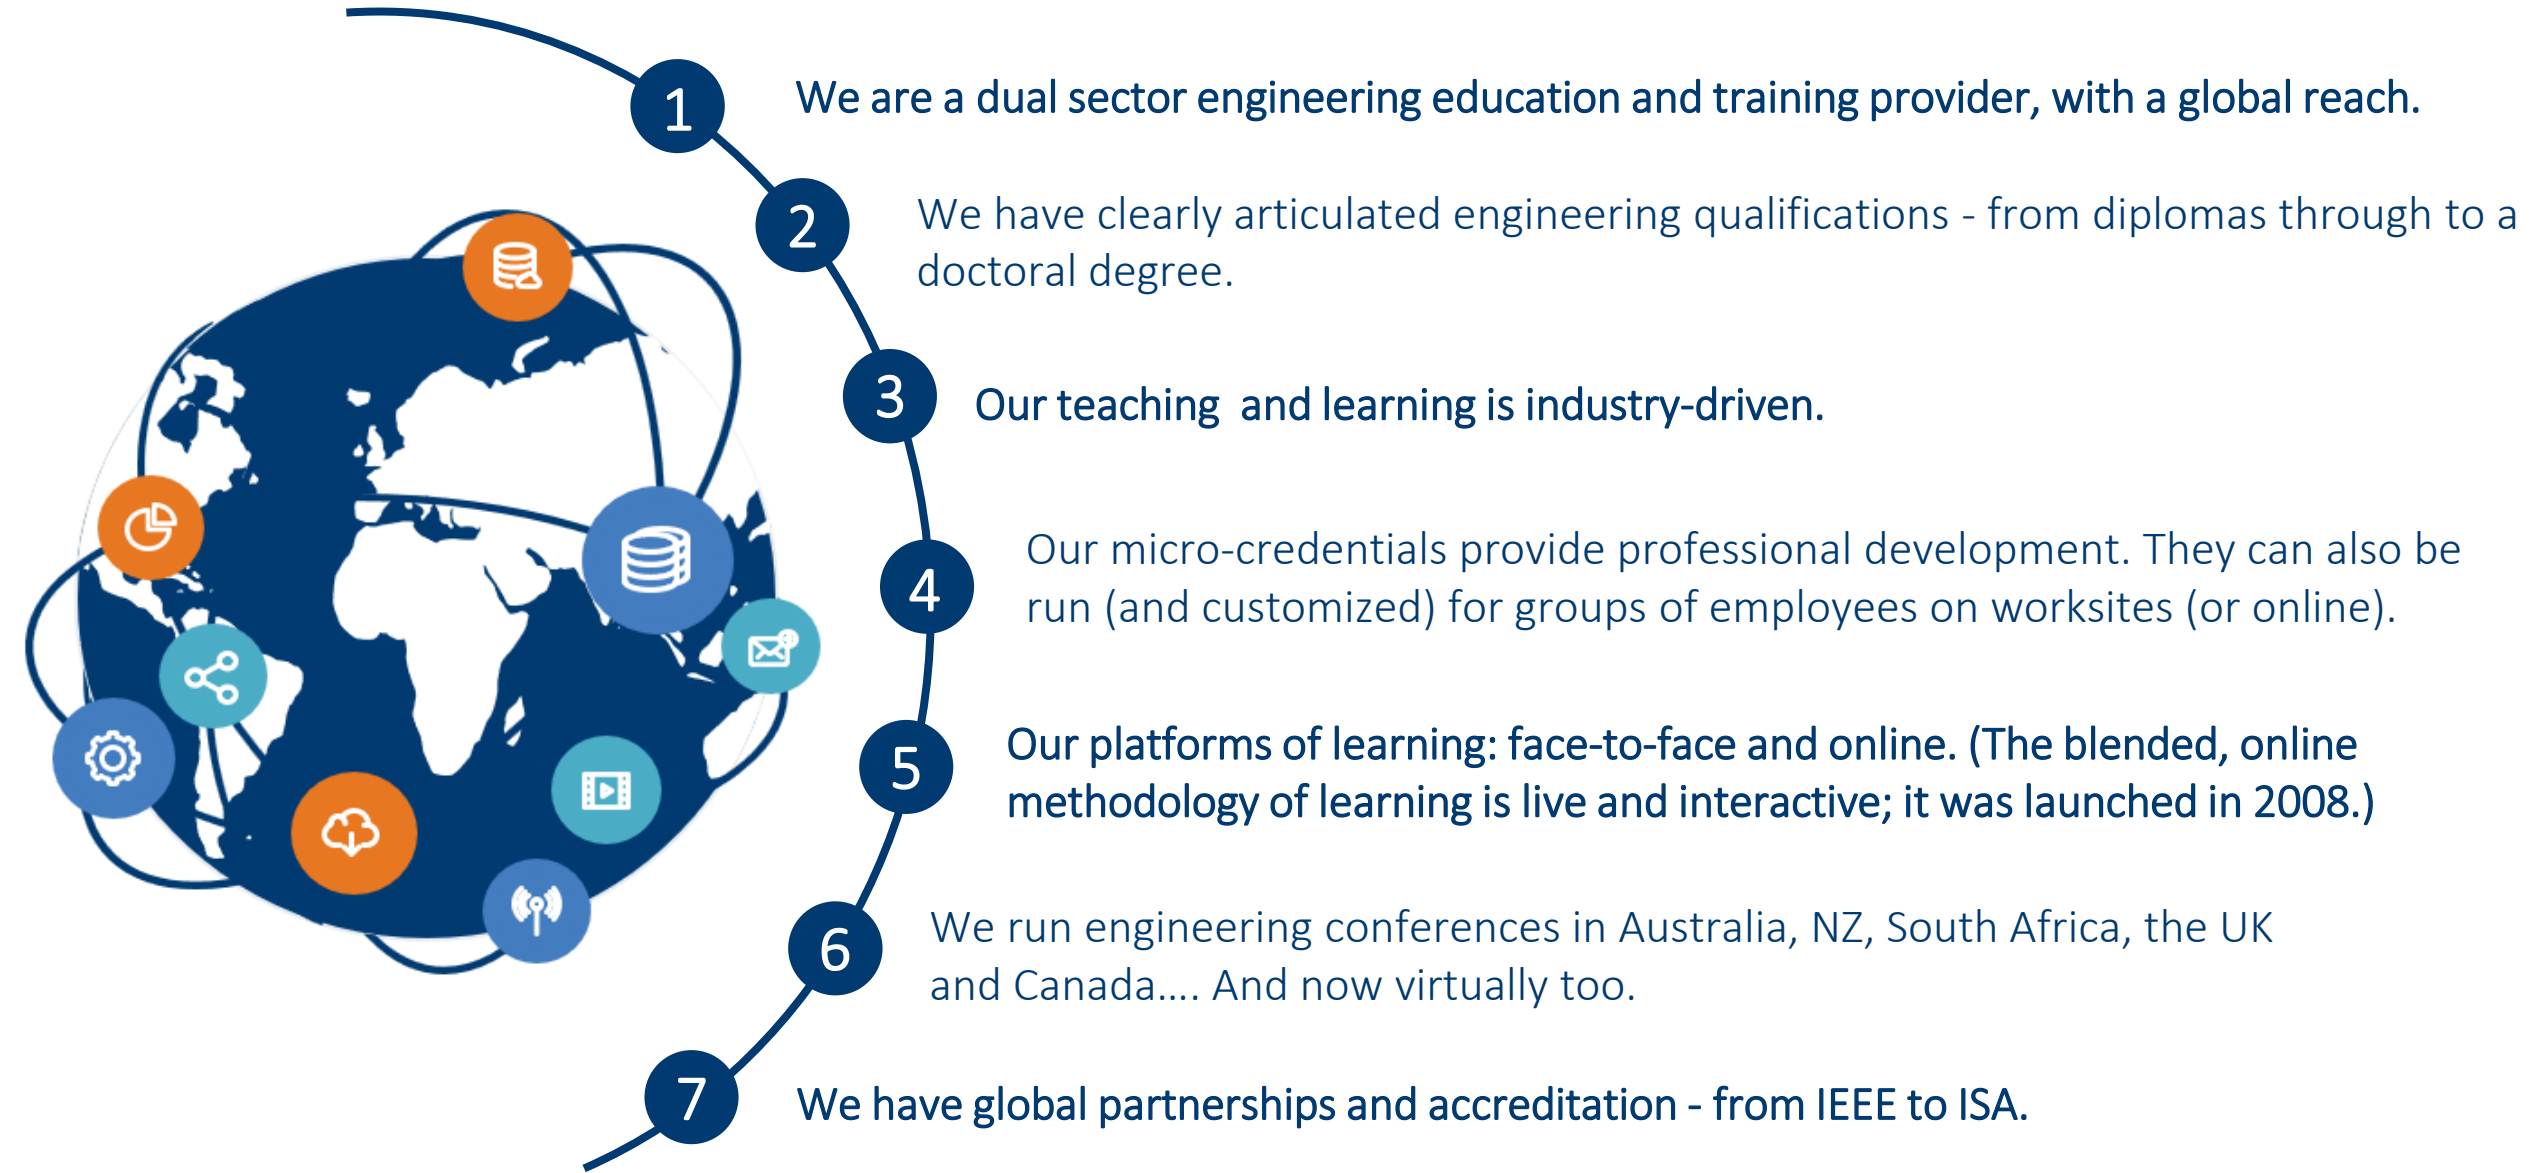 1 We are a dual sector engineering education and training provider, with a global reach.
2 We have clearly articulated engineering qualifications - from diplomas through to a
doctoral degree.
3 Our teaching  and learning is industry-driven.
4 Our micro-credentials provide professional development. They can also be
run (and customized) for groups of employees on worksites (or online).
5 Our platforms of learning: face-to-face and online. (The blended, online
methodology of learning is live and interactive; it was launched in 2008.)
6 We run engineering conferences in Australia, NZ, South Africa, the UK
and Canada…. And now virtually too.
7 We have global partnerships and accreditation - from IEEE to ISA.